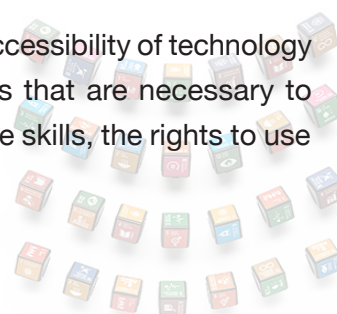 ccessibility of technology
s that are necessary to
e skills, the rights to use